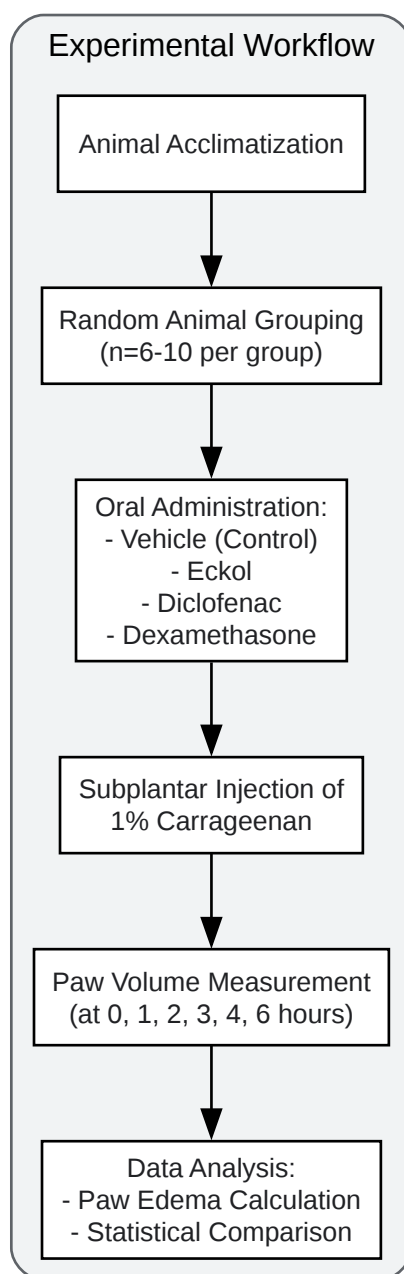 Experimental Workflow
Animal Acclimatization
Random Animal Grouping
(n=6-10 per group)
Oral Administration:
- Vehicle (Control)
- Eckol
- Diclofenac
- Dexamethasone
Subplantar Injection of
1% Carrageenan
Paw Volume Measurement
(at 0, 1, 2, 3, 4, 6 hours)
Data Analysis:
- Paw Edema Calculation
- Statistical Comparison